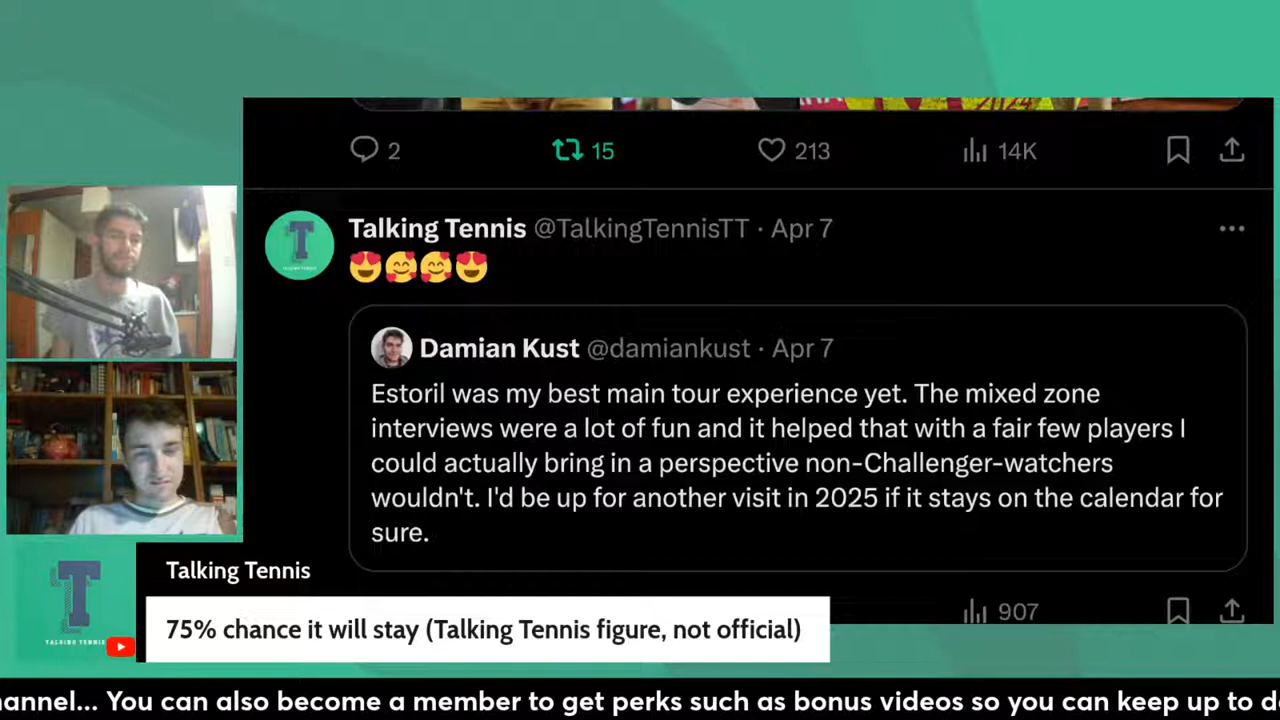 2
15
213
14K
Talking Tennis @TalkingTennisTT · Apr 7
😍🥰🥰😍
Damian Kust @damiankust · Apr 7
Estoril was my best main tour experience yet. The mixed zone
interviews were a lot of fun and it helped that with a fair few players I
could actually bring in a perspective non-Challenger-watchers
wouldn't. I'd be up for another visit in 2025 if it stays on the calendar for
sure.
907
Talking Tennis
75% chance it will stay (Talking Tennis figure, not official)
T
TALKING TENNIS
hannel... You can also become a member to get perks such as bonus videos so you can keep up to d